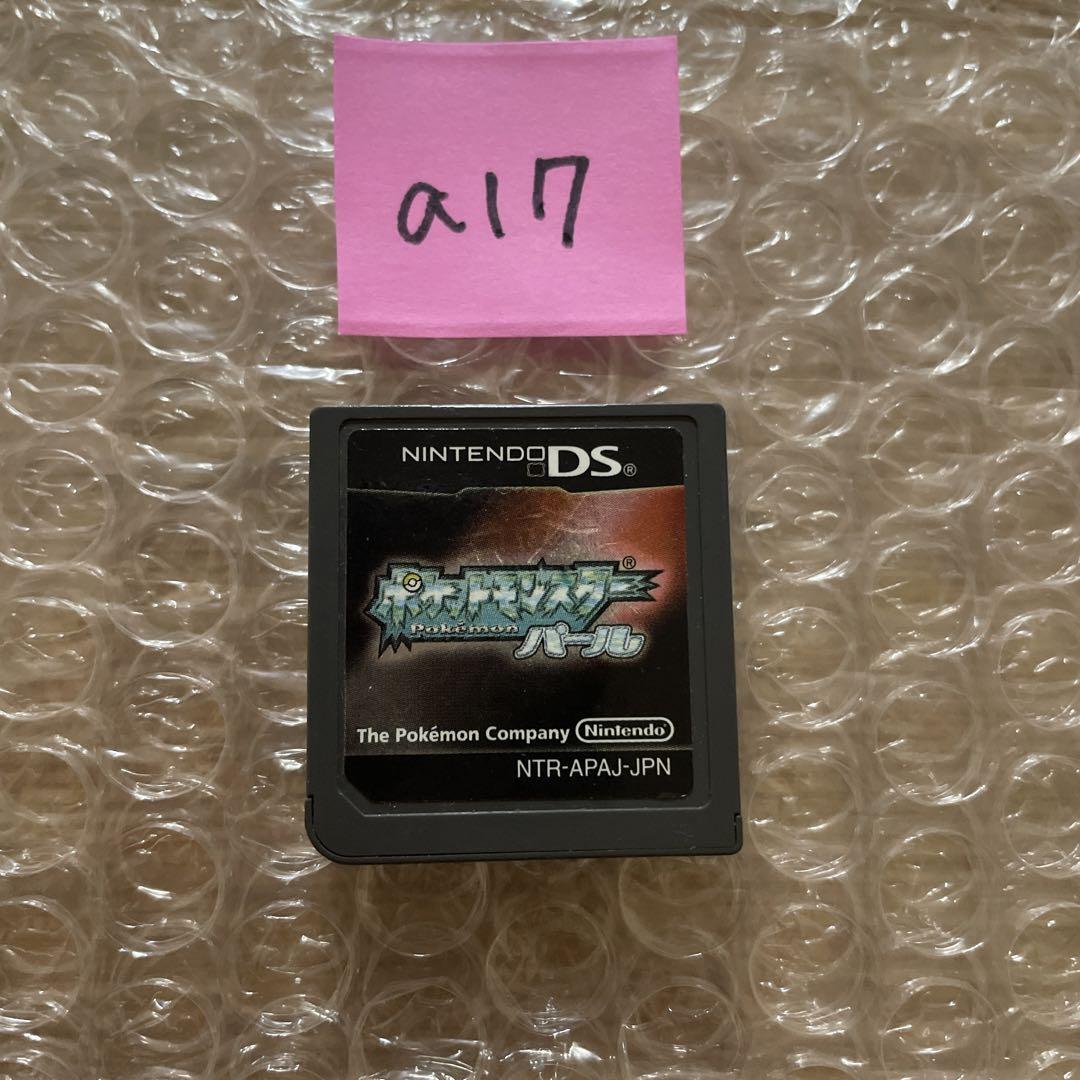 a17
NINTENDO DS®
ポケットモンスター®
Pokémon
パール
The Pokémon Company Nintendo®
NTR-APAJ-JPN